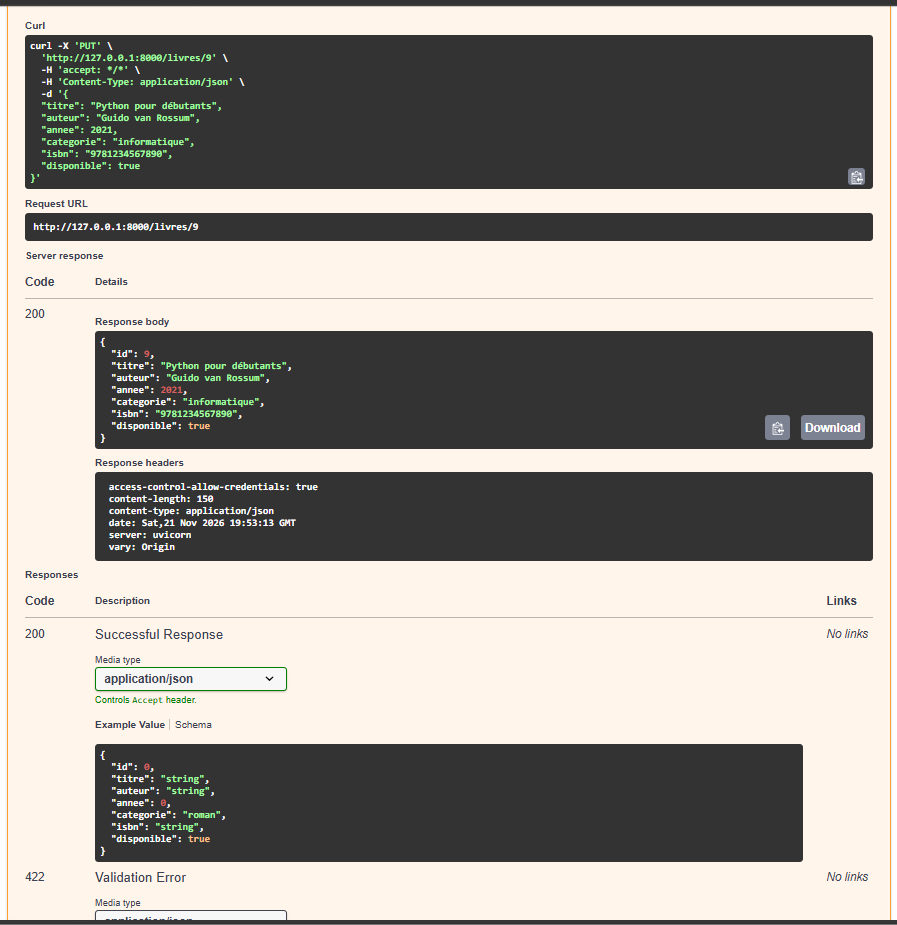 Curl
curl -X 'PUT' \
  'http://127.0.0.1:8000/livres/9' \
  -H 'accept: */*' \
  -H 'Content-Type: application/json' \
  -d '{
  "titre": "Python pour débutants",
  "auteur": "Guido van Rossum",
  "annee": 2021,
  "categorie": "informatique",
  "isbn": "9781234567890",
  "disponible": true
}'
Request URL
http://127.0.0.1:8000/livres/9
Server response
Code Details
200
Response body
{
  "id": 9,
  "titre": "Python pour débutants",
  "auteur": "Guido van Rossum",
  "annee": 2021,
  "categorie": "informatique",
  "isbn": "9781234567890",
  "disponible": true
}
Download
Response headers
access-control-allow-credentials: true
content-length: 150
content-type: application/json
date: Sat,21 Nov 2026 19:53:13 GMT
server: uvicorn
vary: Origin
Responses
Code Description Links
200 Successful Response No links
Media type
application/json
Controls Accept header.
Example Value Schema
{
  "id": 0,
  "titre": "string",
  "auteur": "string",
  "annee": 0,
  "categorie": "roman",
  "isbn": "string",
  "disponible": true
}
422 Validation Error No links
Media type
application/json